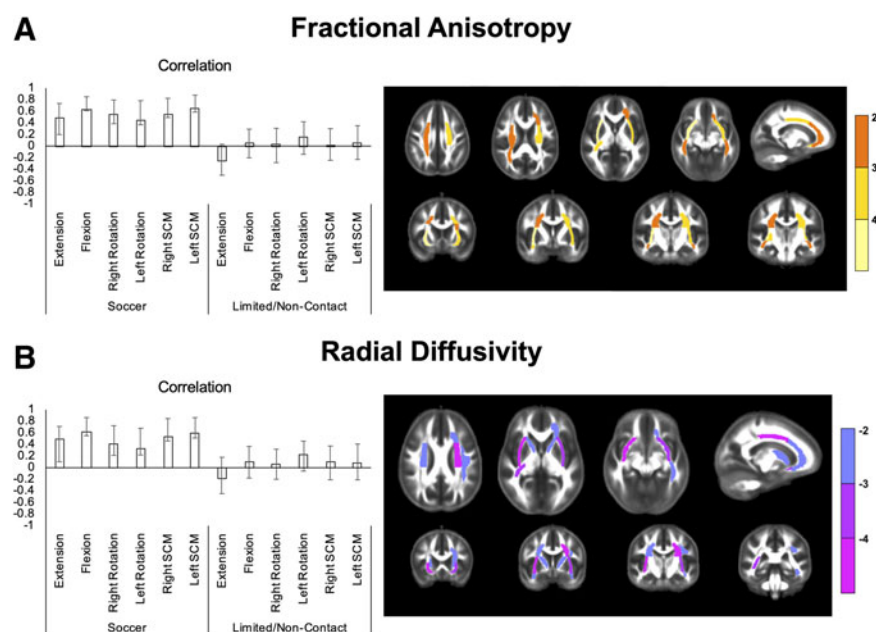 A
Fractional Anisotropy
Correlation
1
0.8
0.6
0.4
0.2
0
-0.2
-0.4
-0.6
-0.8
-1
Extension
Flexion
Right Rotation
Left Rotation
Right SCM
Left SCM
Extension
Flexion
Right Rotation
Left Rotation
Right SCM
Left SCM
Soccer
Limited/Non-Contact
2
3
4
B
Radial Diffusivity
Correlation
1
0.8
0.6
0.4
0.2
0
-0.2
-0.4
-0.6
-0.8
-1
Extension
Flexion
Right Rotation
Left Rotation
Right SCM
Left SCM
Extension
Flexion
Right Rotation
Left Rotation
Right SCM
Left SCM
Soccer
Limited/Non-Contact
-2
-3
-4